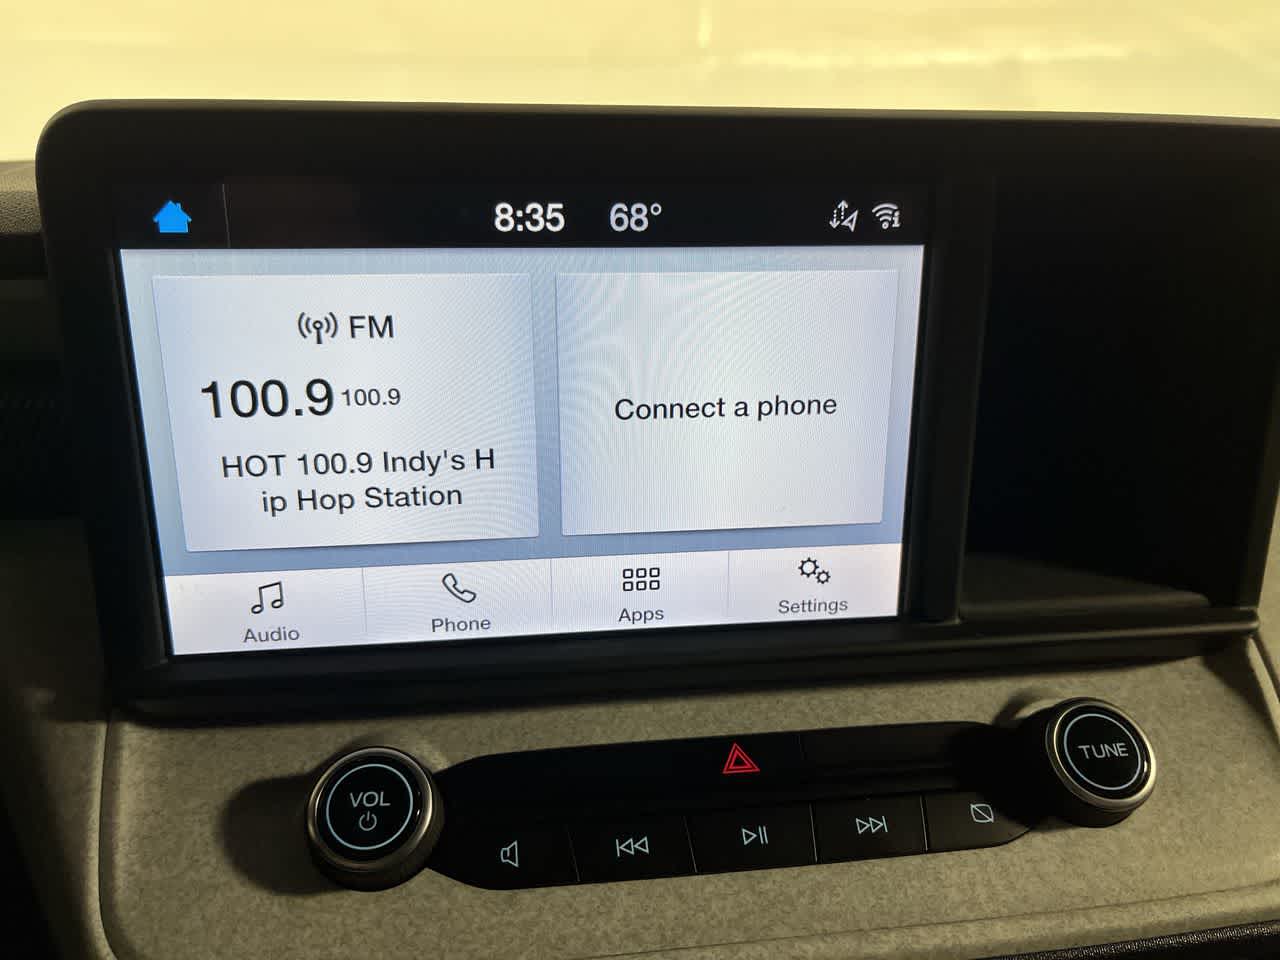 8:35 68°
FM
100.9 100.9
HOT 100.9 Indy's H
ip Hop Station
Connect a phone
Audio
Phone
Apps
Settings
VOL
TUNE